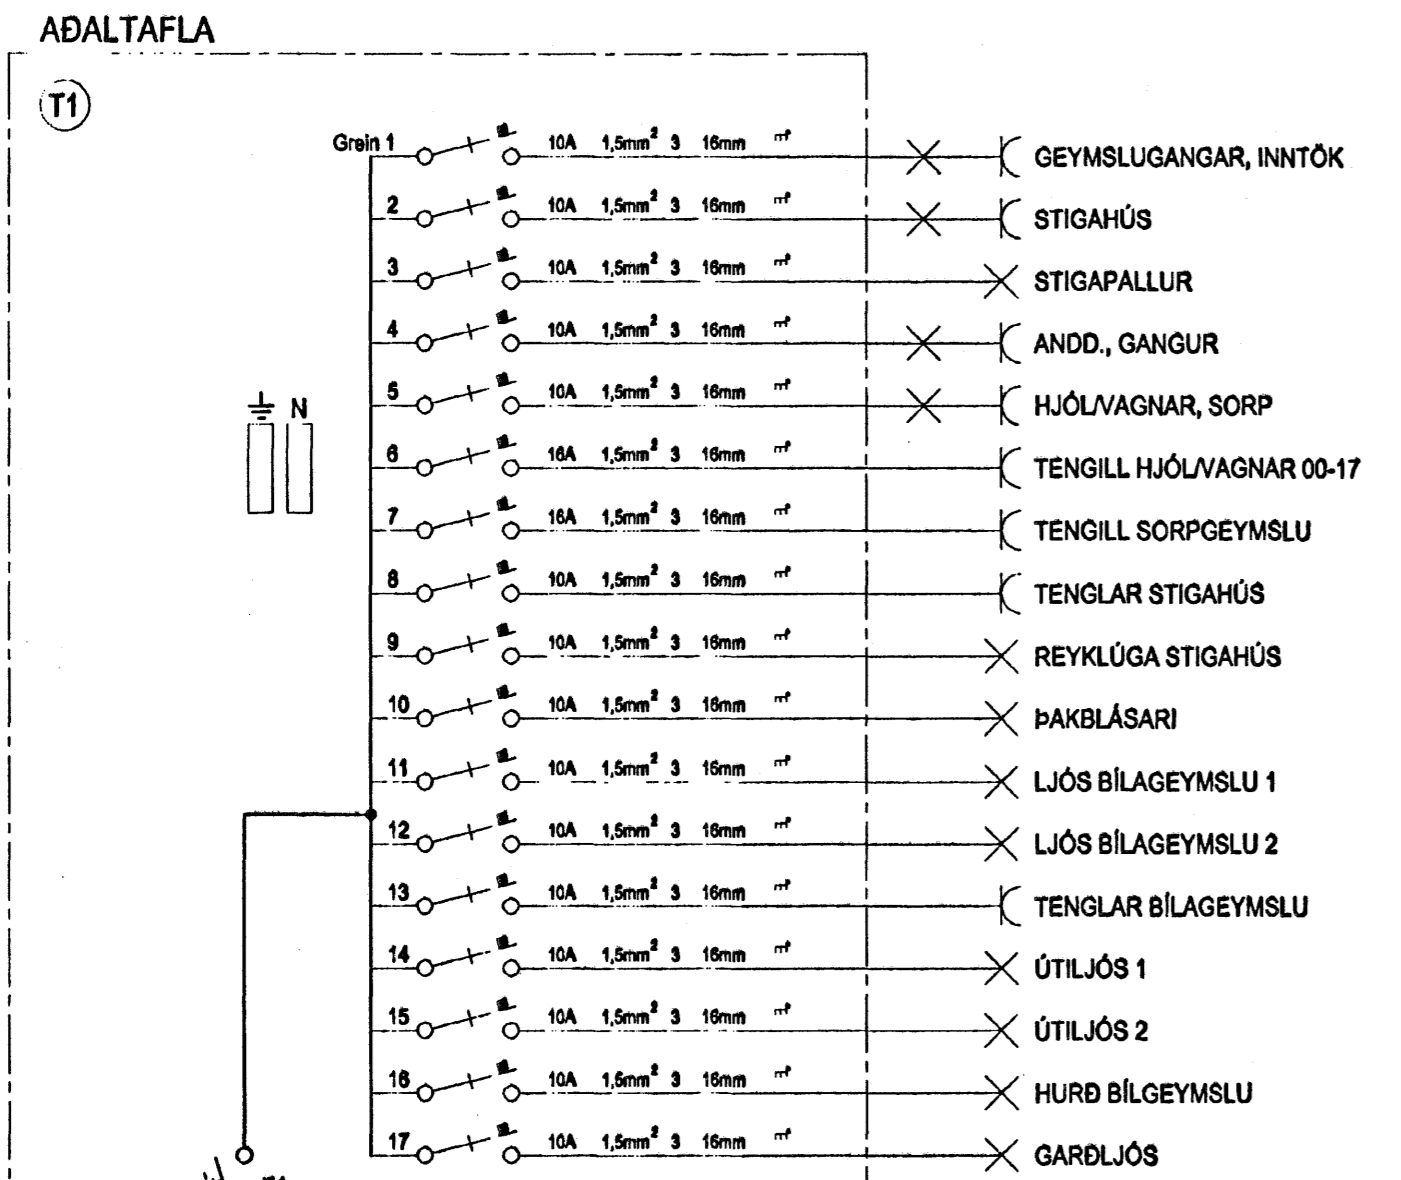 AÐALTAFLA
T1
Grein 1 10A 1,5mm² 3 16mm GEYMSLUGANGAR, INNTÖK
2 10A 1,5mm² 3 16mm STIGAHÚS
3 10A 1,5mm² 3 16mm STIGAPALLUR
4 10A 1,5mm² 3 16mm ANDD., GANGUR
5 10A 1,5mm² 3 16mm HJÓL/VAGNAR, SORP
N
6 16A 1,5mm² 3 16mm TENGILL HJÓL/VAGNAR 00-17
7 16A 1,5mm² 3 16mm TENGILL SORPGEYMSLU
8 10A 1,5mm² 3 16mm TENGLAR STIGAHÚS
9 10A 1,5mm² 3 16mm REYKLÚGA STIGAHÚS
10 10A 1,5mm² 3 16mm ÞAKBLÁSARI
11 10A 1,5mm² 3 16mm LJÓS BÍLAGEYMSLU 1
12 10A 1,5mm² 3 16mm LJÓS BÍLAGEYMSLU 2
13 10A 1,5mm² 3 16mm TENGLAR BÍLAGEYMSLU
14 10A 1,5mm² 3 16mm ÚTILJÓS 1
15 10A 1,5mm² 3 16mm ÚTILJÓS 2
16 10A 1,5mm² 3 16mm HURÐ BÍLGEYMSLU
17 10A 1,5mm² 3 16mm GARÐLJÓS